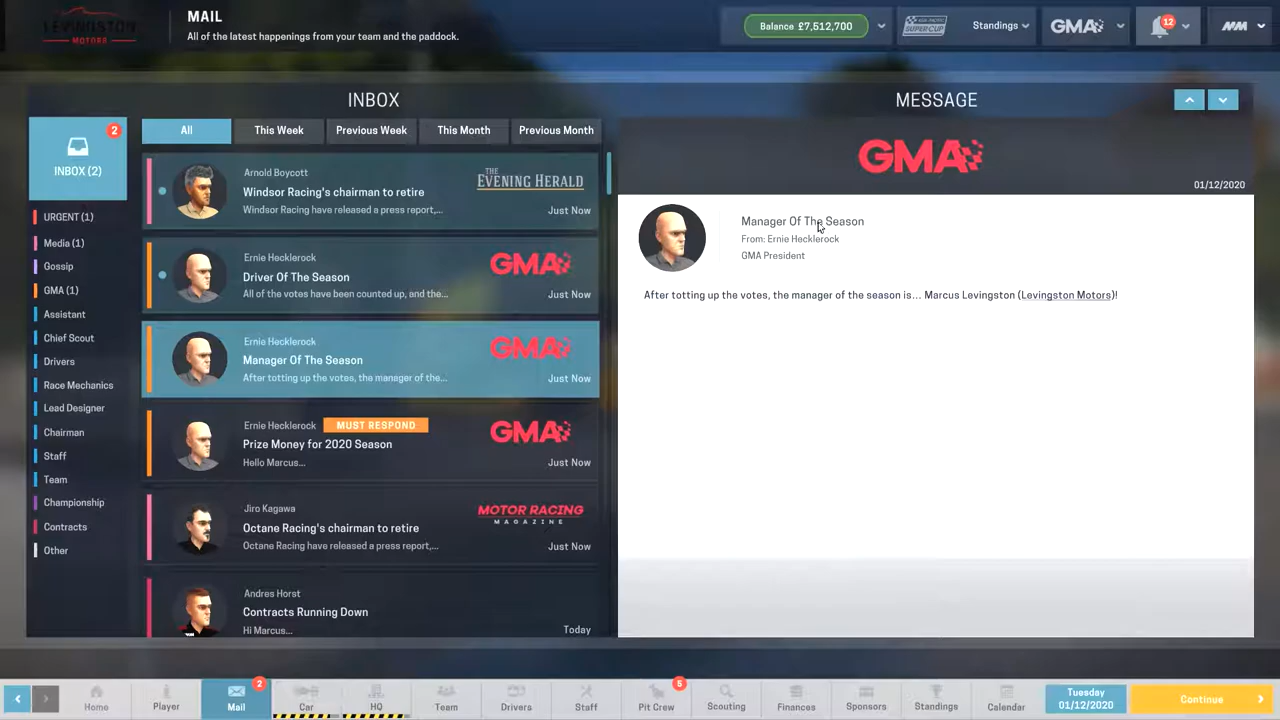 LEVINGSTON
MOTORS
MAIL
All of the latest happenings from your team and the paddock.
Balance £7,512,700
SUPER CUP
Standings
GMA
12
INBOX
MESSAGE
2
INBOX (2)
All
This Week
Previous Week
This Month
Previous Month
URGENT (1)
Media (1)
Gossip
GMA (1)
Assistant
Chief Scout
Drivers
Race Mechanics
Lead Designer
Chairman
Staff
Team
Championship
Contracts
Other
Arnold Boycott
Windsor Racing's chairman to retire
Windsor Racing have released a press report,...
THE
EVENING HERALD
Just Now
Ernie Hecklerock
Driver Of The Season
All of the votes have been counted up, and the...
GMA
Just Now
Ernie Hecklerock
Manager Of The Season
After totting up the votes, the manager of the...
GMA
Just Now
Ernie Hecklerock MUST RESPOND
Prize Money for 2020 Season
Hello Marcus...
GMA
Just Now
Jiro Kagawa
Octane Racing's chairman to retire
Octane Racing have released a press report,...
MOTOR RACING
MAGAZINE
Just Now
Andres Horst
Contracts Running Down
Hi Marcus...
Today
GMA
01/12/2020
Manager Of The Season
From: Ernie Hecklerock
GMA President
After totting up the votes, the manager of the season is... Marcus Levingston (Levingston Motors)!
Home
Player
2
Mail
Car
HQ
Team
Drivers
Staff
5
Pit Crew
Scouting
Finances
Sponsors
Standings
Calendar
Tuesday
01/12/2020
Continue